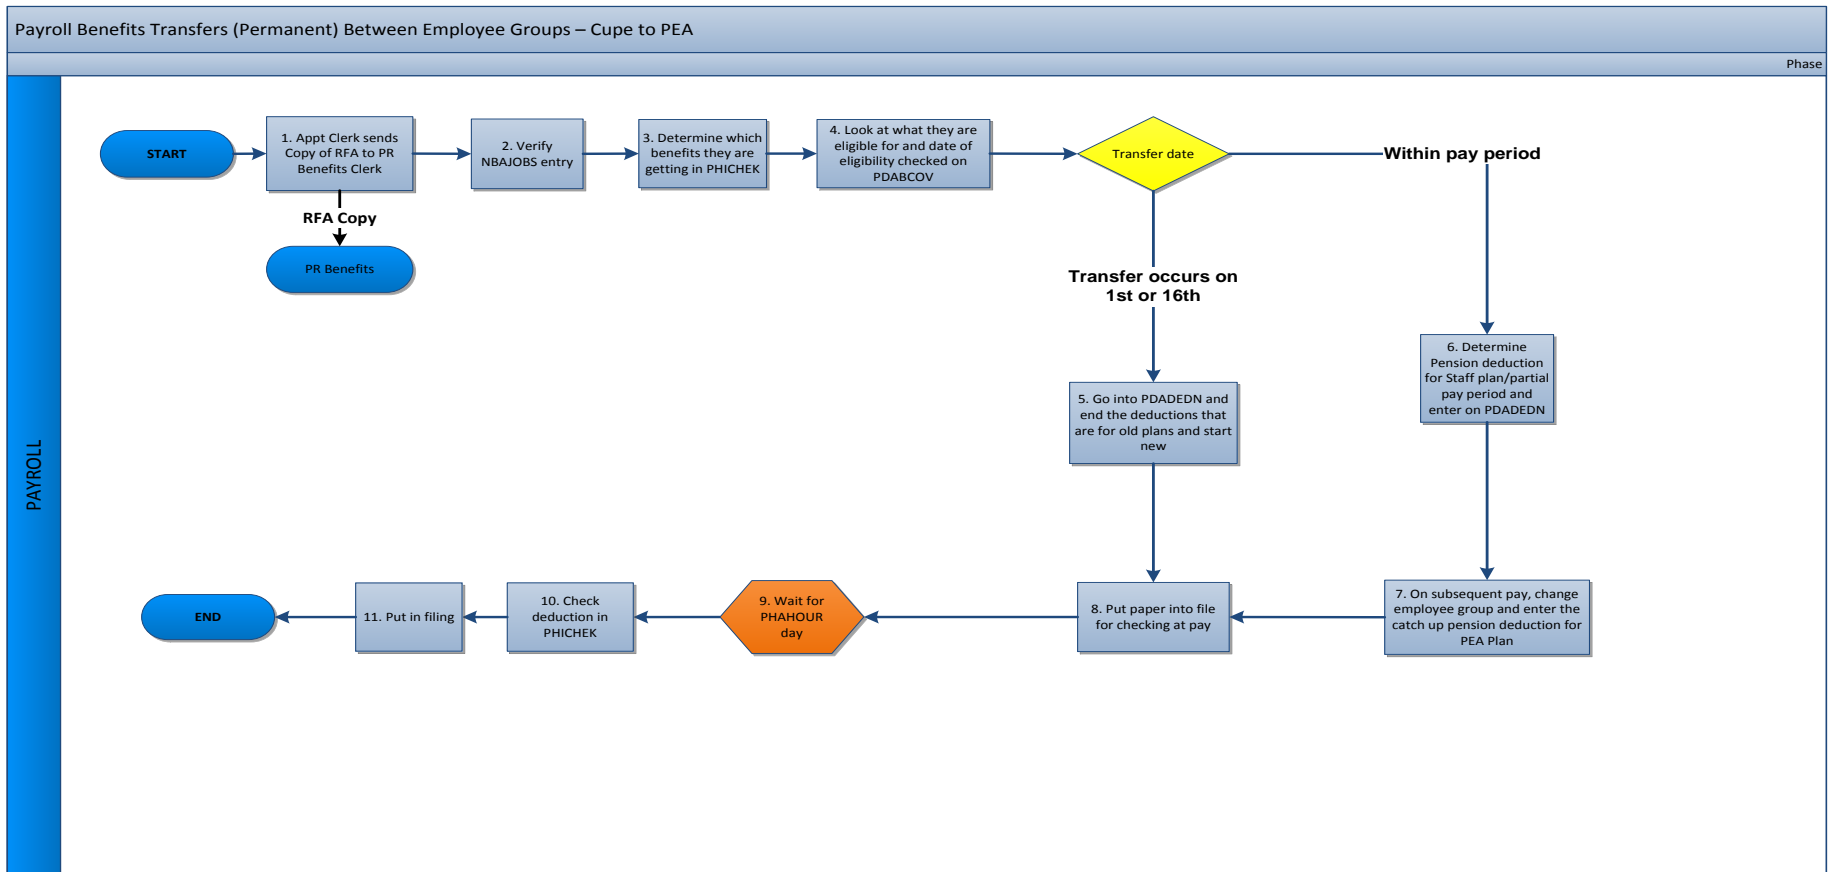 Payroll Benefits Transfers (Permanent) Between Employee Groups – Cupe to PEA
Phase
PAYROLL
START
1. Appt Clerk sends
Copy of RFA to PR
Benefits Clerk
RFA Copy
PR Benefits
2. Verify
NBAJOBS entry
3. Determine which
benefits they are
getting in PHICHEK
4. Look at what they are
eligible for and date of
eligibility checked on
PDABCOV
Transfer date
Within pay period
Transfer occurs on
1st or 16th
5. Go into PDADEDN and
end the deductions that
are for old plans and start
new
6. Determine
Pension deduction
for Staff plan/partial
pay period and
enter on PDADEDN
7. On subsequent pay, change
employee group and enter the
catch up pension deduction for
PEA Plan
8. Put paper into file
for checking at pay
9. Wait for
PHAHOUR
day
10. Check
deduction in
PHICHEK
11. Put in filing
END